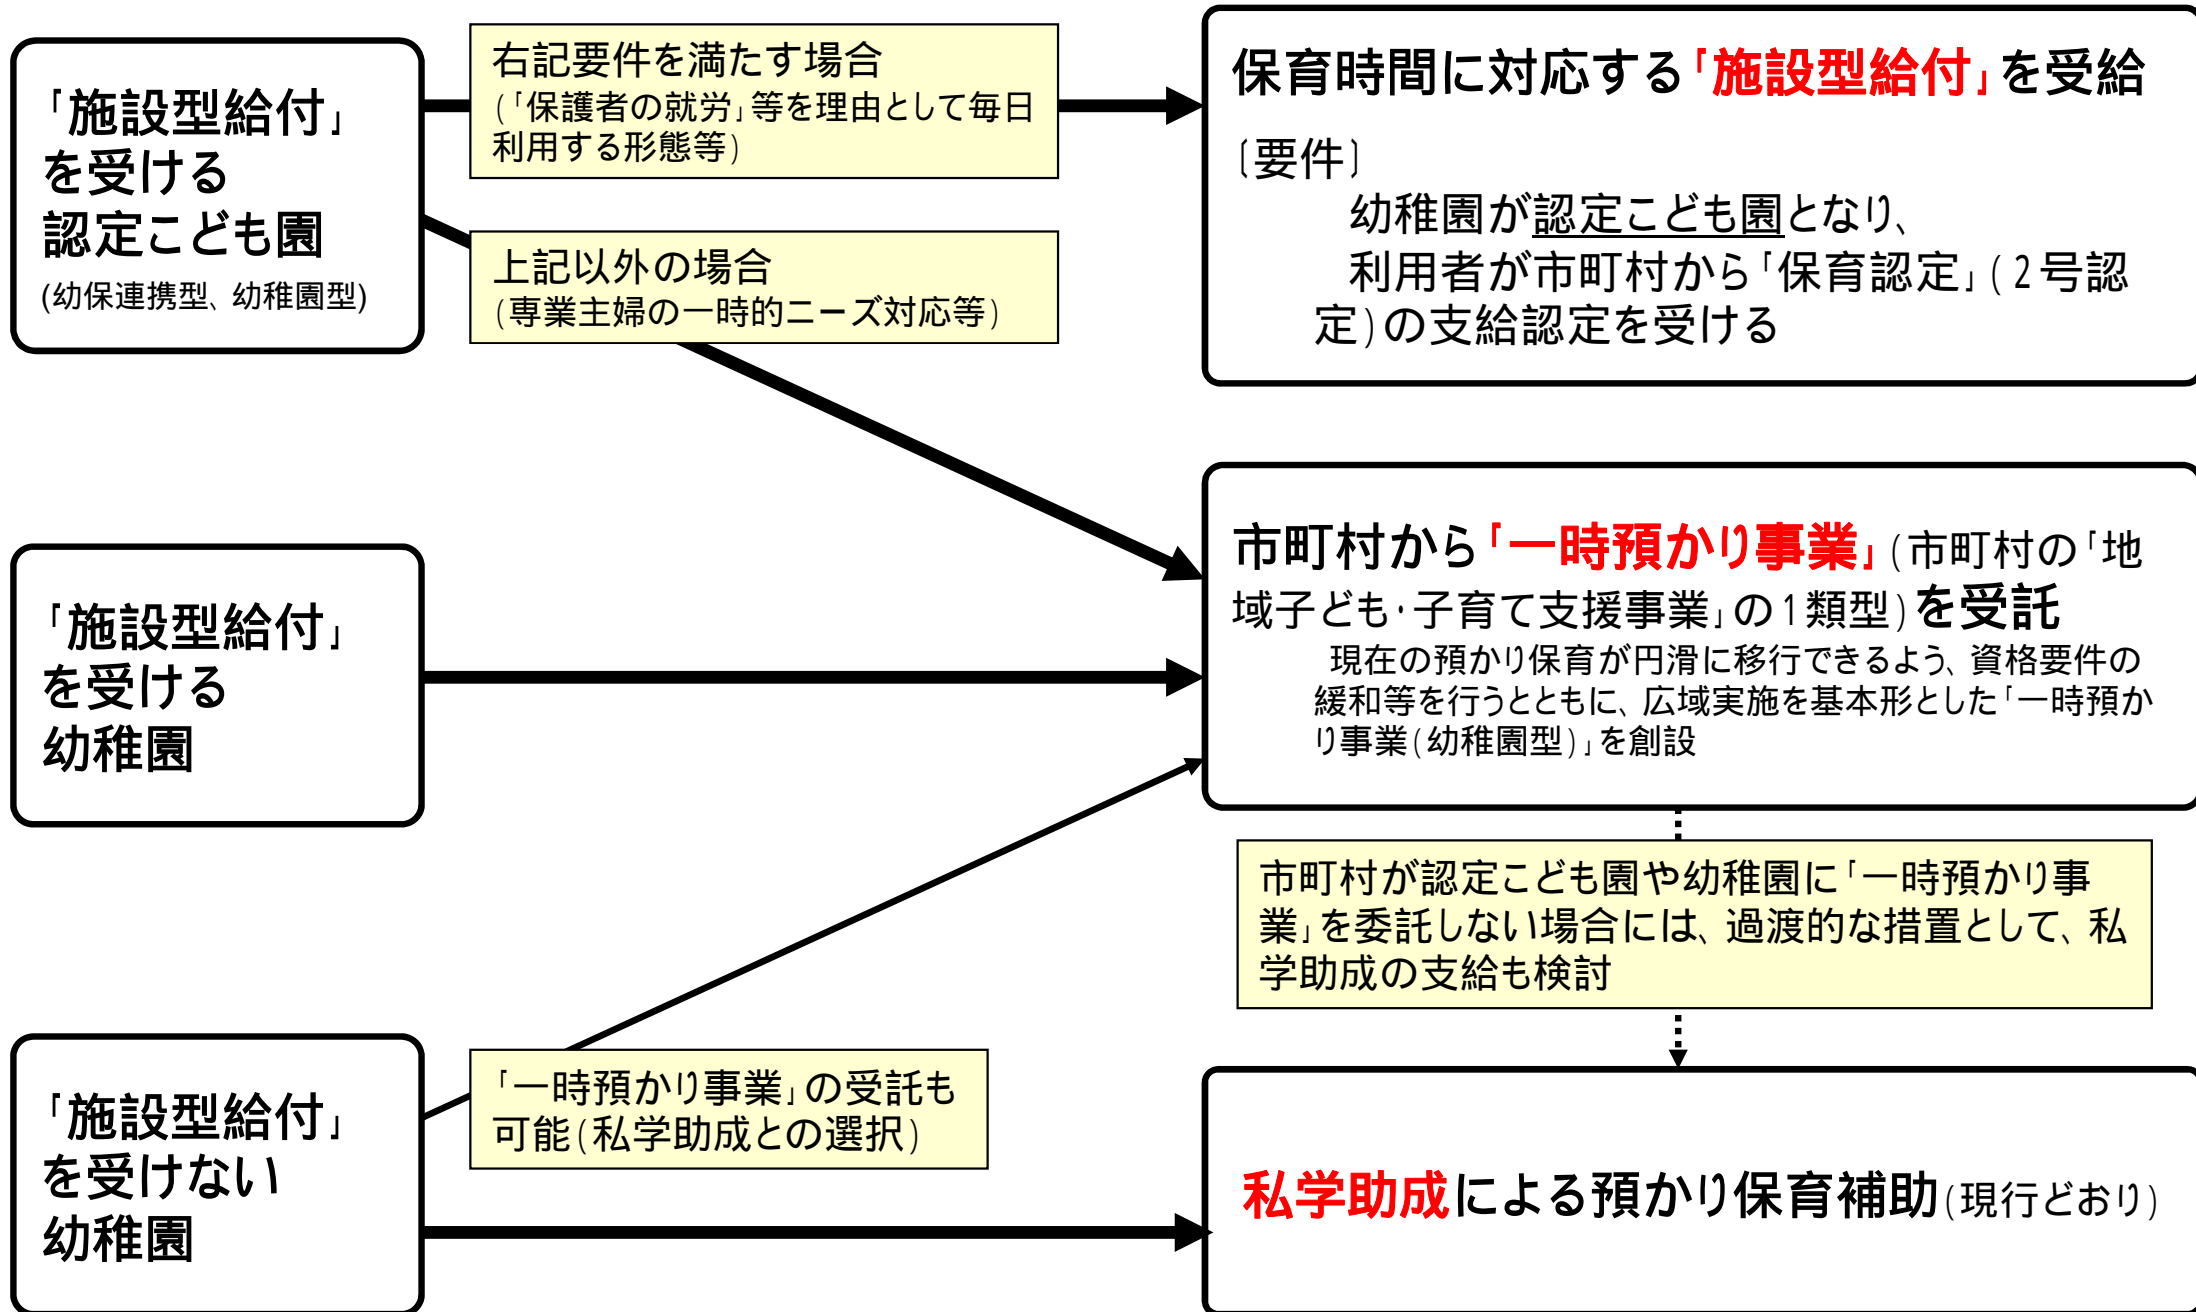 「施設型給付」
を受ける
認定こども園
(幼保連携型、幼稚園型)
右記要件を満たす場合
(「保護者の就労」等を理由として毎日
利用する形態等)
上記以外の場合
(専業主婦の一時的ニーズ対応等)
保育時間に対応する「施設型給付」を受給
〔要件〕
幼稚園が認定こども園となり、
利用者が市町村から「保育認定」(2号認
定)の支給認定を受ける
「施設型給付」
を受ける
幼稚園
市町村から「一時預かり事業」(市町村の「地
域子ども・子育て支援事業」の1類型)を受託
現在の預かり保育が円滑に移行できるよう、資格要件の
緩和等を行うとともに、広域実施を基本形とした「一時預か
り事業(幼稚園型)」を創設
市町村が認定こども園や幼稚園に「一時預かり事
業」を委託しない場合には、過渡的な措置として、私
学助成の支給も検討
「施設型給付」
を受けない
幼稚園
「一時預かり事業」の受託も
可能(私学助成との選択)
私学助成による預かり保育補助(現行どおり)